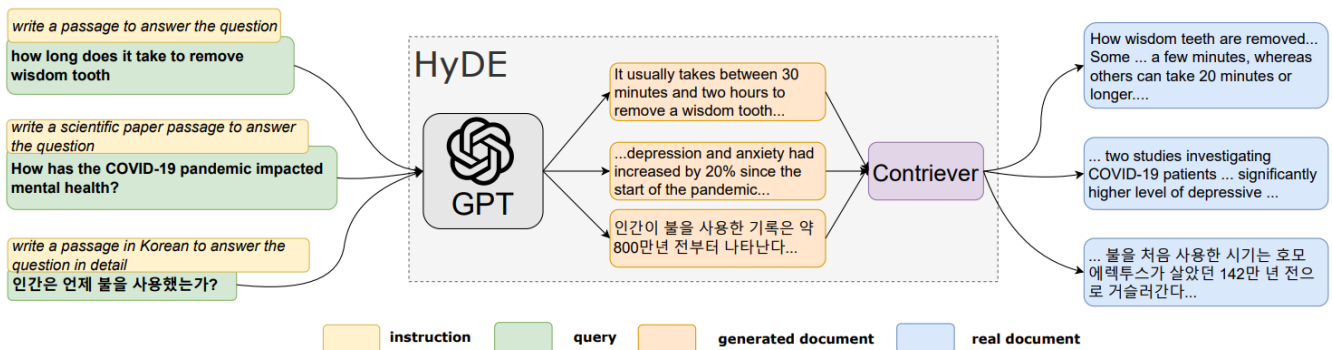 write a passage to answer the question
how long does it take to remove
wisdom tooth
write a scientific paper passage to answer
the question
How has the COVID-19 pandemic impacted
mental health?
write a passage in Korean to answer the
question in detail
인간은 언제 불을 사용했는가?
HyDE
GPT
It usually takes between 30
minutes and two hours to
remove a wisdom tooth...
...depression and anxiety had
increased by 20% since the
start of the pandemic...
인간이 불을 사용한 기록은 약
800만년 전부터 나타난다...
Contriever
How wisdom teeth are removed...
Some ... a few minutes, whereas
others can take 20 minutes or
longer....
... two studies investigating
COVID-19 patients ... significantly
higher level of depressive ...
... 불을 처음 사용한 시기는 호모
에렉투스가 살았던 142만 년 전으
로 거슬러간다...
instruction
query
generated document
real document